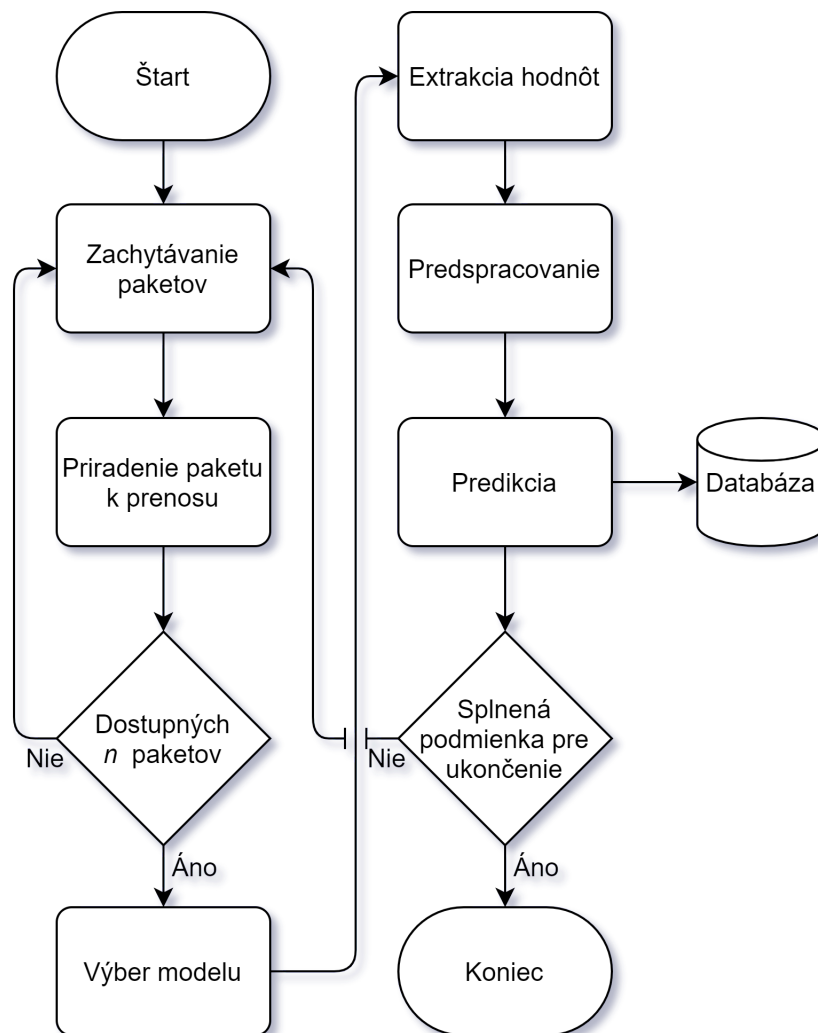 Štart
Zachytávanie
paketov
Priradenie paketu
k prenosu
Dostupných
n paketov
Nie
Áno
Výber modelu
Extrakcia hodnôt
Predspracovanie
Predikcia
Databáza
Splnená
podmienka pre
ukončenie
Nie
Áno
Koniec